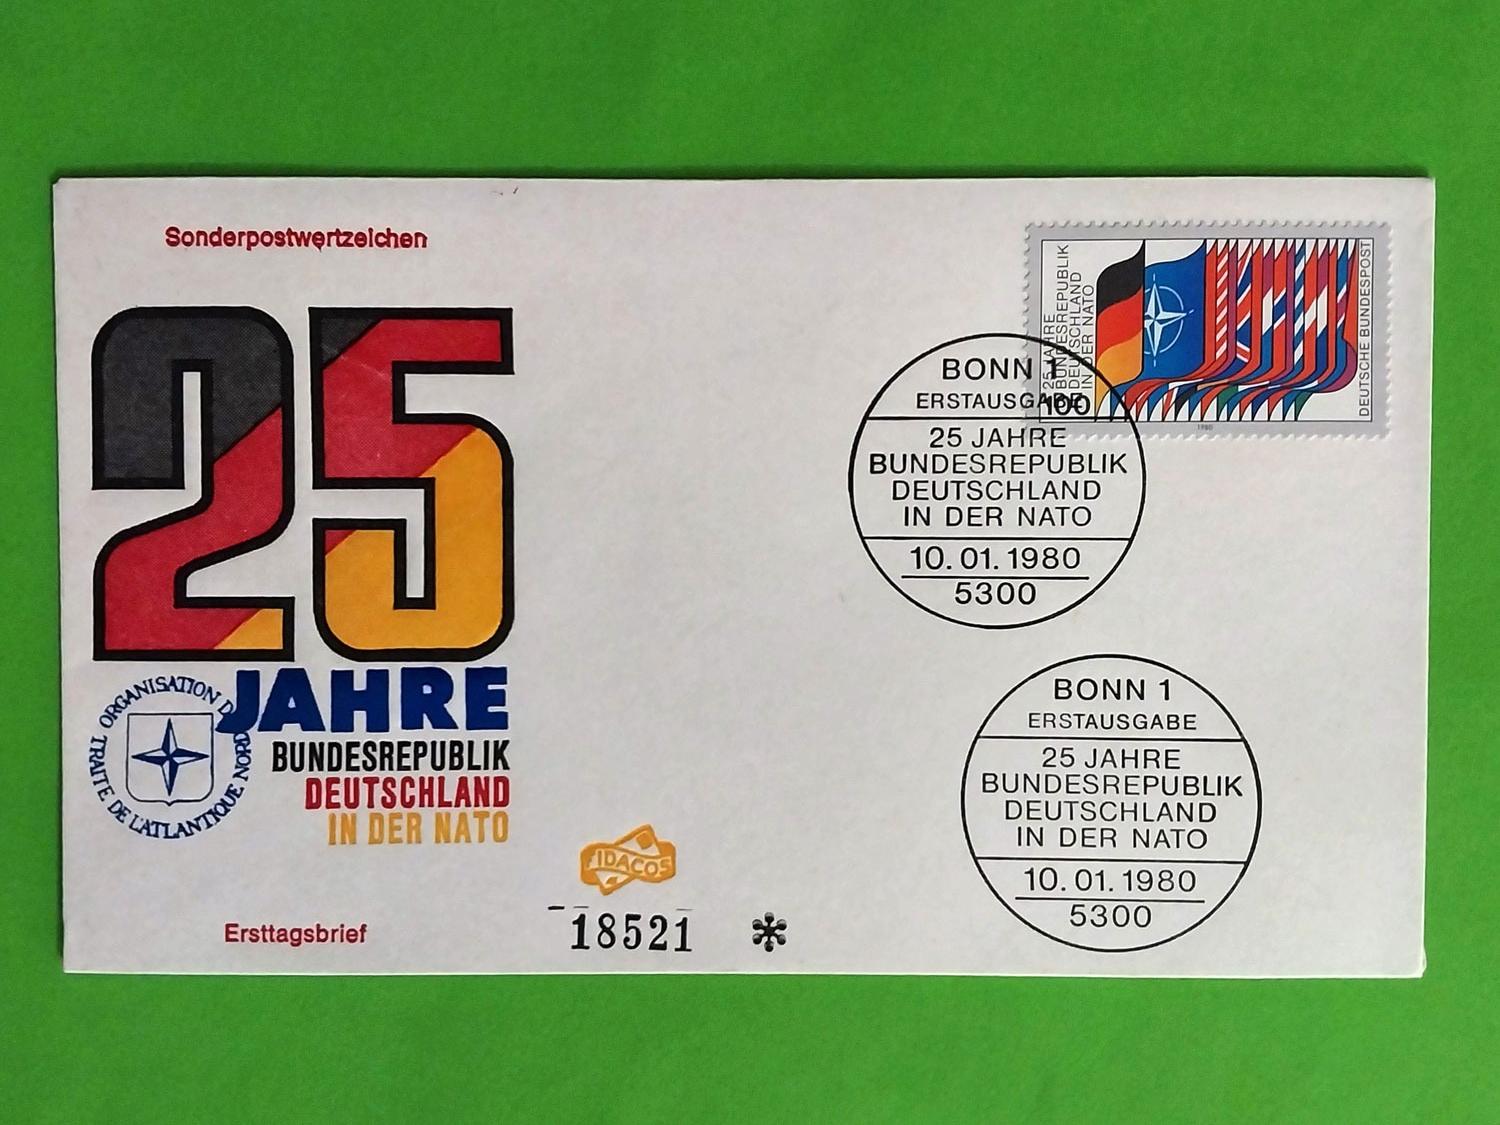 Sonderpostwertzeichen
25
JAHRE
BUNDESREPUBLIK
DEUTSCHLAND
IN DER NATO
ORGANISATION D
TRAITE DE L'ATLANTIQUE NORD
Ersttagsbrief
FIDACOS
18521
25 JAHRE
BUNDESREPUBLIK
DEUTSCHLAND
IN DER NATO
100
DEUTSCHE BUNDESPOST
1980
BONN 1
ERSTAUSGABE
25 JAHRE
BUNDESREPUBLIK
DEUTSCHLAND
IN DER NATO
10.01.1980
5300
BONN 1
ERSTAUSGABE
25 JAHRE
BUNDESREPUBLIK
DEUTSCHLAND
IN DER NATO
10.01.1980
5300